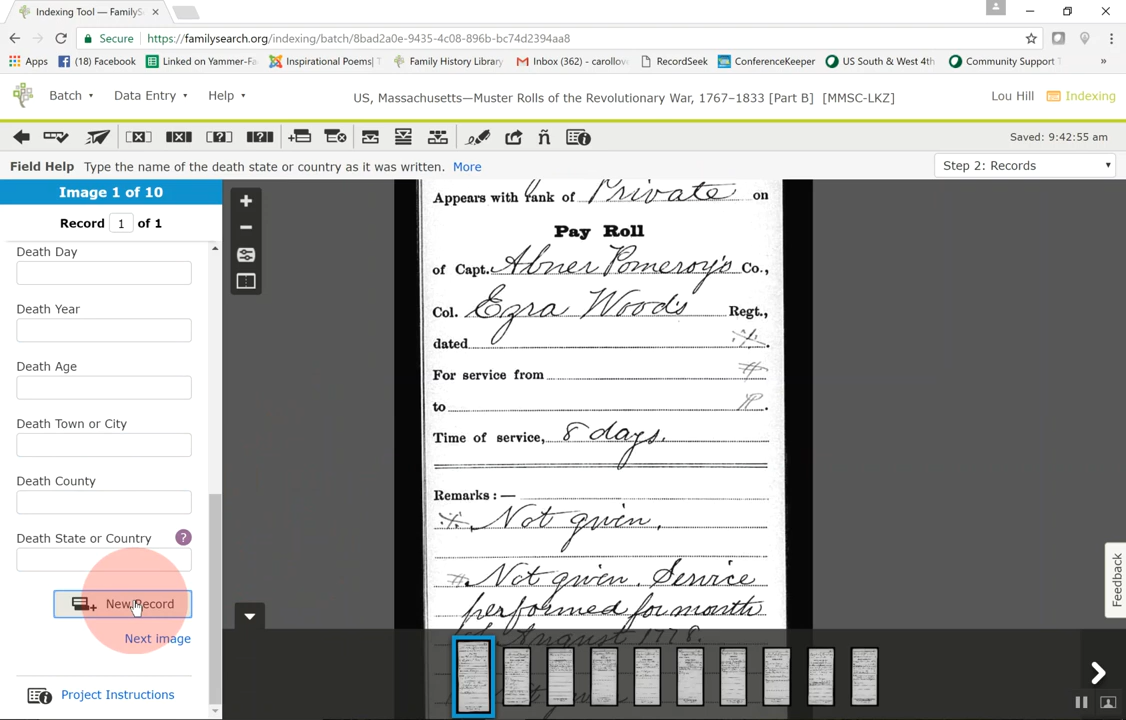 Indexing Tool — FamilyS
Secure https://familysearch.org/indexing/batch/8bad2a0e-9435-4c08-896b-bc74d2394aa8
Apps (18) Facebook Linked on Yammer-Fa Inspirational Poems| T Family History Library Inbox (362) - carollov RecordSeek ConferenceKeeper US South & West 4th Community Support T »
Batch Data Entry Help US, Massachusetts—Muster Rolls of the Revolutionary War, 1767–1833 [Part B] [MMSC-LKZ] Lou Hill Indexing
Saved: 9:42:55 am
Field Help Type the name of the death state or country as it was written. More Step 2: Records
Image 1 of 10
Record 1 of 1
Death Day
Death Year
Death Age
Death Town or City
Death County
Death State or Country ?
New Record
Next image
Project Instructions
Appears with rank of Private on
Pay Roll
of Capt. Abner Pomeroy's Co.,
Col. Ezra Wood's Regt.,
dated ※.
For service from #
to
Time of service, 8 days.
Remarks: —
※ Not given.
# Not given. Service
performed for month
of August 1778.
Feedback